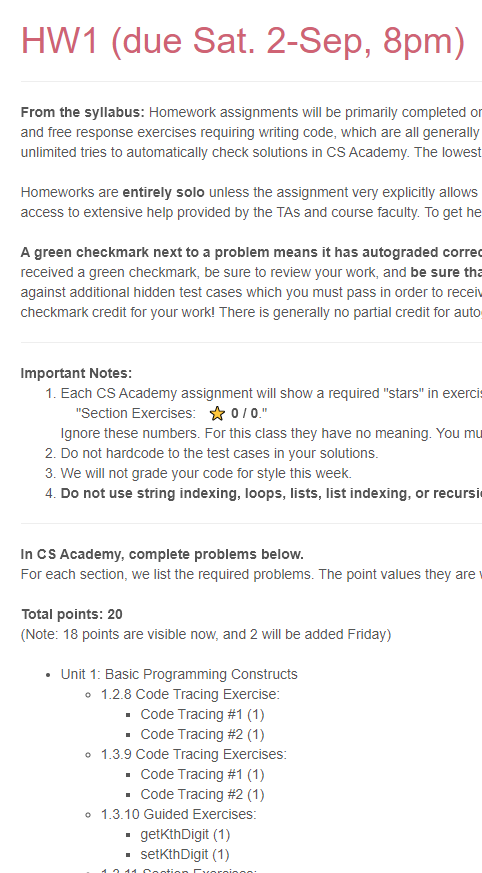 HW1 (due Sat. 2-Sep, 8pm)
From the syllabus: Homework assignments will be primarily completed
and free response exercises requiring writing code, which are all generally
unlimited tries to automatically check solutions in CS Academy. The lowest
Homeworks are entirely solo unless the assignment very explicitly allows
access to extensive help provided by the TAs and course faculty. To get
A green checkmark next to a problem means it has autograded
received a green checkmark, be sure to review your work, and be sure
against additional hidden test cases which you must pass in order to
checkmark credit for your work! There is generally no partial credit for
Important Notes:
1. Each CS Academy assignment will show a required "stars" in
"Section Exercises: ⭐ 0 / 0."
Ignore these numbers. For this class they have no meaning. You
2. Do not hardcode to the test cases in your solutions.
3. We will not grade your code for style this week.
4. Do not use string indexing, loops, lists, list indexing, or
In CS Academy, complete problems below.
For each section, we list the required problems. The point values they are
Total points: 20
(Note: 18 points are visible now, and 2 will be added Friday)
• Unit 1: Basic Programming Constructs
◦ 1.2.8 Code Tracing Exercise:
▪ Code Tracing #1 (1)
▪ Code Tracing #2 (1)
◦ 1.3.9 Code Tracing Exercises:
▪ Code Tracing #1 (1)
▪ Code Tracing #2 (1)
◦ 1.3.10 Guided Exercises:
▪ getKthDigit (1)
▪ setKthDigit (1)